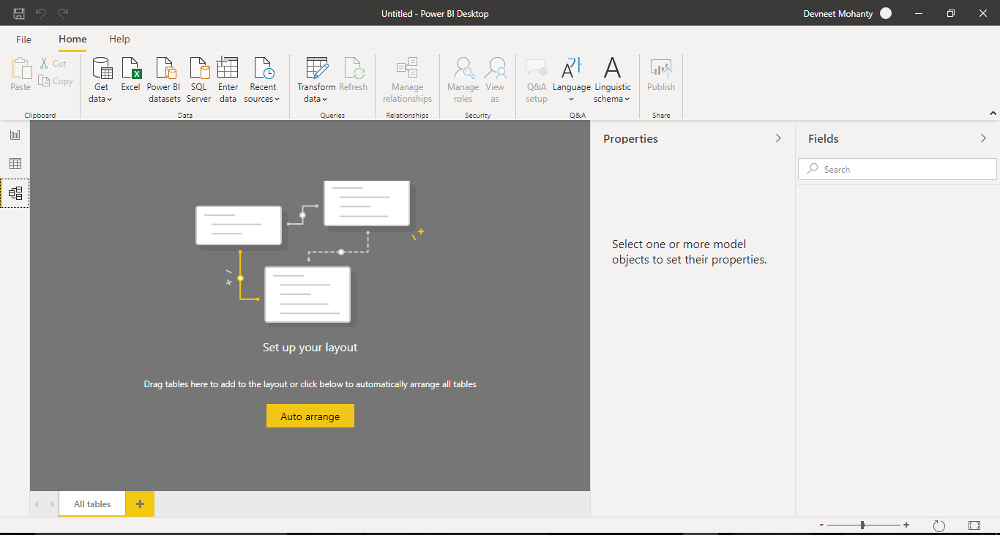 Untitled - Power BI Desktop
Devneet Mohanty
File
Home
Help
Paste
Cut
Copy
Clipboard
Get
data
Excel
Power BI
datasets
SQL
Server
Enter
data
Recent
sources
Data
Transform
data
Refresh
Queries
Manage
relationships
Relationships
Manage
roles
View
as
Security
Q&A
setup
Language
Linguistic
schema
Q&A
Publish
Share
Set up your layout
Drag tables here to add to the layout or click below to automatically arrange all tables
Auto arrange
Properties
Select one or more model
objects to set their properties.
Fields
Search
All tables